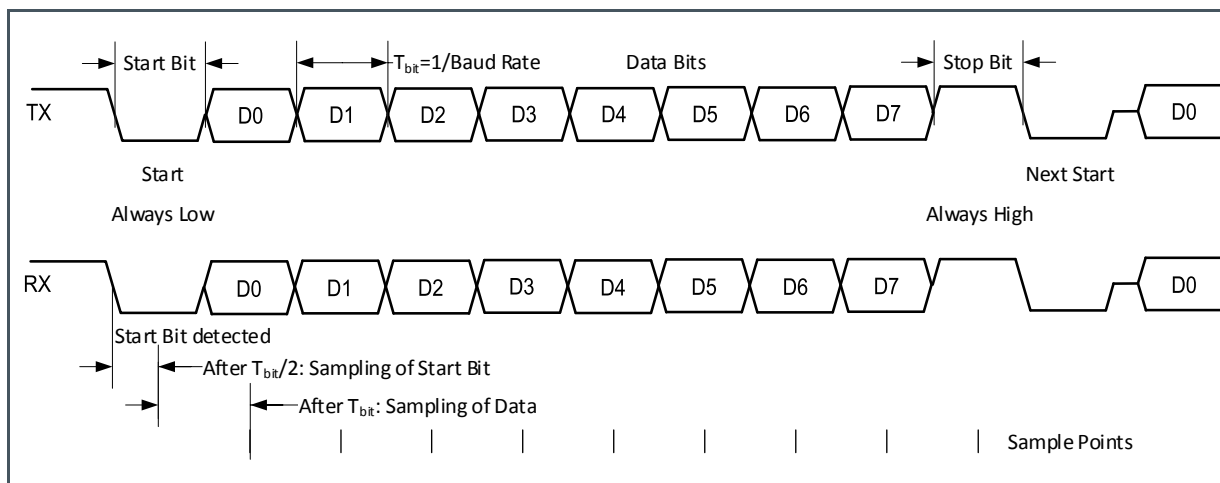 Start Bit
T_bit=1/Baud Rate
Data Bits
Stop Bit
TX
D0
D1
D2
D3
D4
D5
D6
D7
D0
Start
Next Start
Always Low
Always High
RX
D0
D1
D2
D3
D4
D5
D6
D7
D0
Start Bit detected
After T_bit/2: Sampling of Start Bit
After T_bit: Sampling of Data
Sample Points